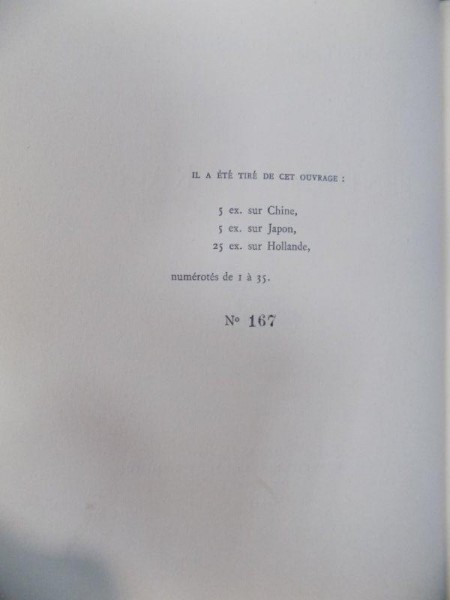 IL A ÉTÉ TIRÉ DE CET OUVRAGE :
5 ex. sur Chine,
5 ex. sur Japon,
25 ex. sur Hollande,
numérotés de 1 à 35.
Nº 167